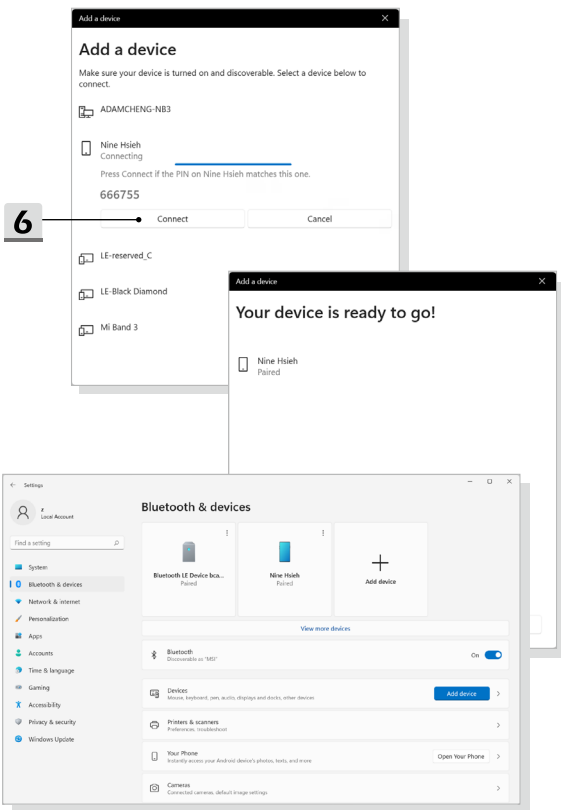 Add a device
Add a device
Make sure your device is turned on and discoverable. Select a device below to
connect.
ADAMCHENG-NB3
Nine Hsieh
Connecting
Press Connect if the PIN on Nine Hsieh matches this one.
666755
6
Connect
Cancel
LE-reserved_C
LE-Black Diamond
Mi Band 3
Add a device
Your device is ready to go!
Nine Hsieh
Paired
Settings
Local Account
Find a setting
System
Bluetooth & devices
Network & internet
Personalization
Apps
Accounts
Time & language
Gaming
Accessibility
Privacy & security
Windows Update
Bluetooth & devices
Bluetooth LE Device bca...
Paired
Nine Hsieh
Paired
Add device
View more devices
Bluetooth
Discoverable as "MSI"
On
Devices
Mouse, keyboard, pen, audio, displays and docks, other devices
Add device
Printers & scanners
Preferences, troubleshoot
Your Phone
Instantly access your Android device's photos, texts, and more
Open Your Phone
Cameras
Connected cameras, default image settings